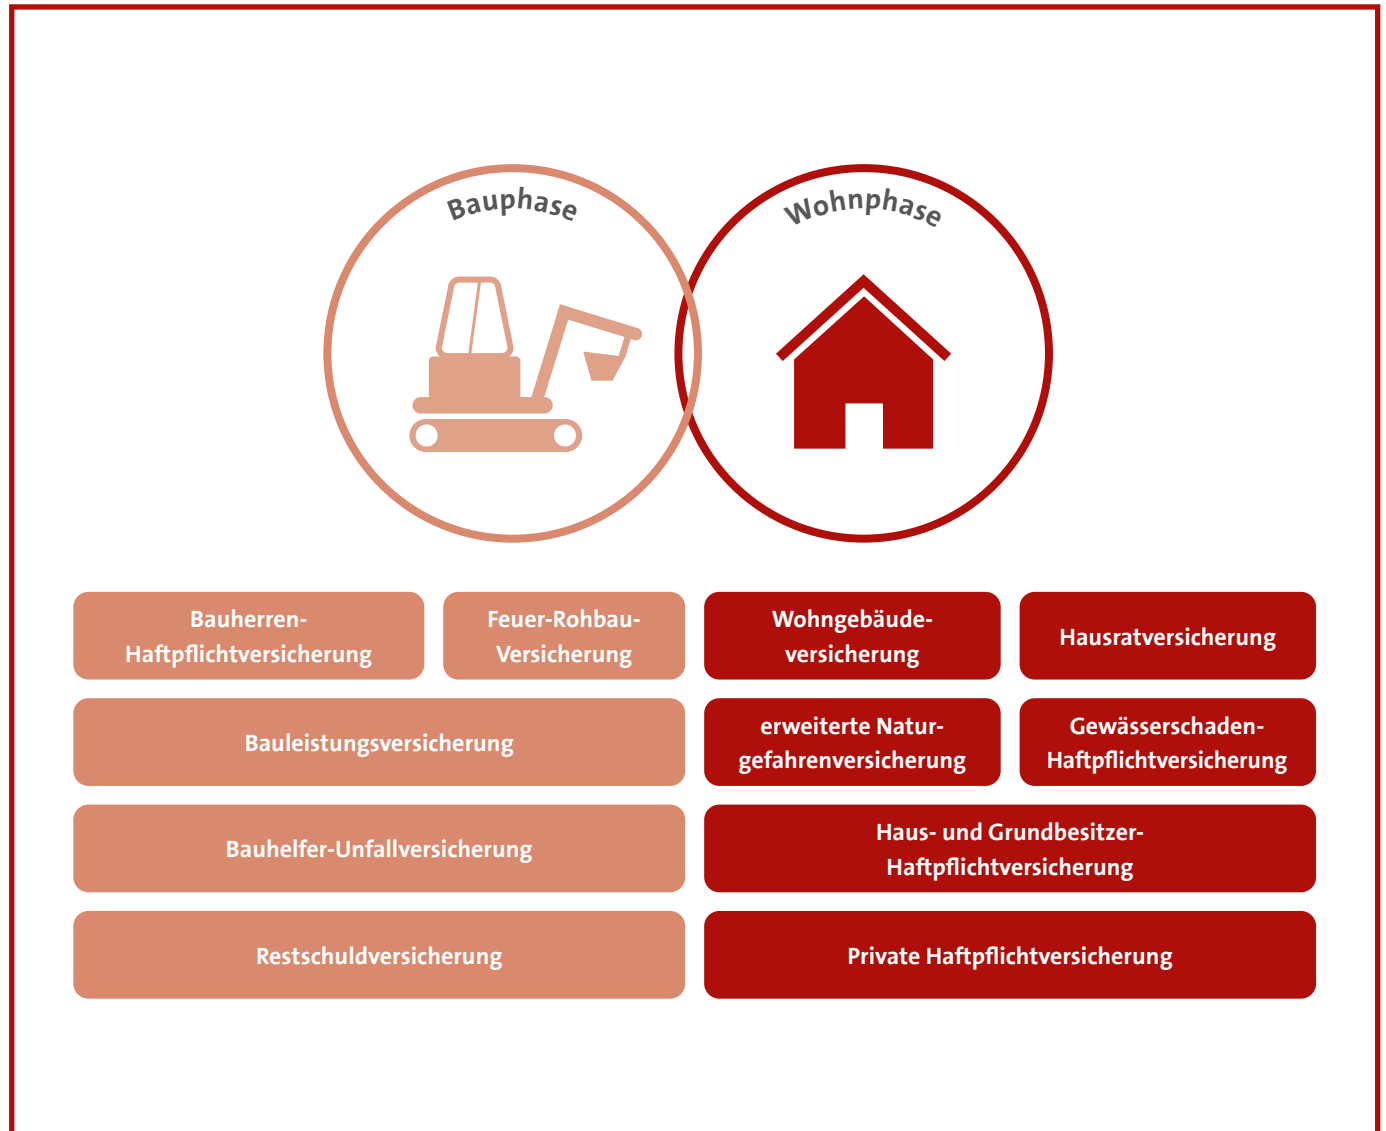 Bauphase
Wohnphase
Bauherren-
Haftpflichtversicherung
Feuer-Rohbau-
Versicherung
Wohngebäude-
versicherung
Hausratversicherung
Bauleistungsversicherung
erweiterte Natur-
gefahrenversicherung
Gewässerschaden-
Haftpflichtversicherung
Bauhelfer-Unfallversicherung
Haus- und Grundbesitzer-
Haftpflichtversicherung
Restschuldversicherung
Private Haftpflichtversicherung